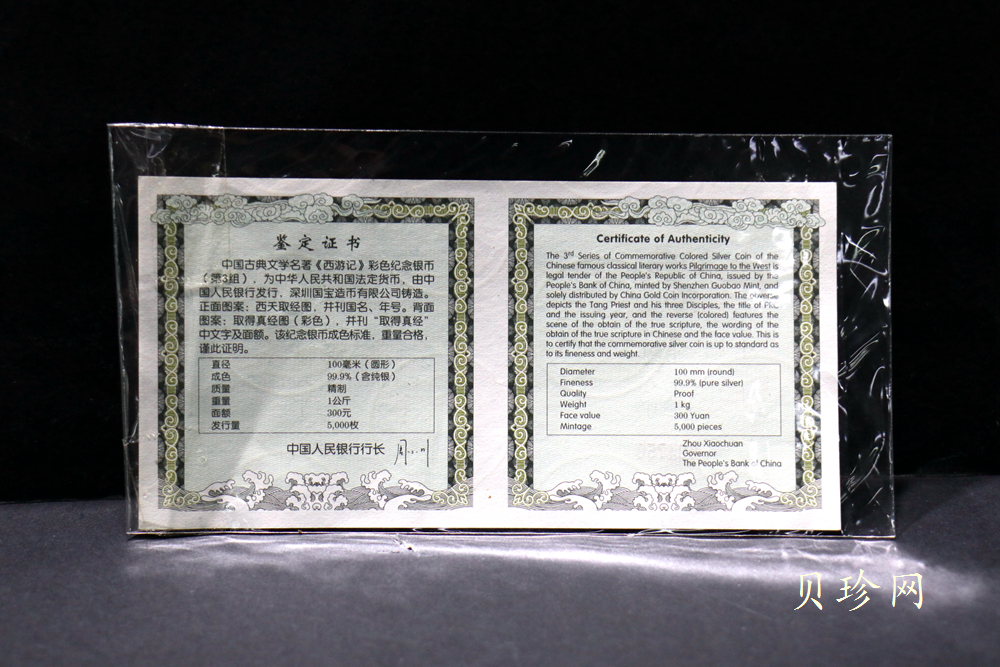 鉴定证书
中国古典文学名著《西游记》彩色纪念银币
（第3组），为中华人民共和国法定货币，由中
国人民银行发行，深圳国宝造币有限公司铸造。
正面图案：西天取经图，并刊国名、年号。背面
图案：取得真经图（彩色），并刊“取得真经”
中文字及面额。该纪念银币成色标准，重量合格，
谨此证明。
直径 100毫米（圆形）
成色 99.9%（含纯银）
质量 精制
重量 1公斤
面额 300元
发行量 5,000枚
中国人民银行行长
Certificate of Authenticity
The 3rd Series of Commemorative Colored Silver Coin of the
Chinese famous classical literary works Pilgrimage to the West is
legal tender of the People's Republic of China, issued by the
People's Bank of China, minted by Shenzhen Guobao Mint, and
solely distributed by China Gold Coin Incorporation. The obverse
depicts the Tang Priest and his three Disciples, the title of PRC
and the issuing year, and the reverse (colored) features the
scene of the obtain of the true scripture, the wording of the
obtain of the true scripture in Chinese and the face value. This is
to certify that the commemorative silver coin is up to standard as
to its fineness and weight.
Diameter 100 mm (round)
Fineness 99.9% (pure silver)
Quality Proof
Weight 1 kg
Face value 300 Yuan
Mintage 5,000 pieces
Zhou Xiaochuan
Governor
The People's Bank of China
贝珍网